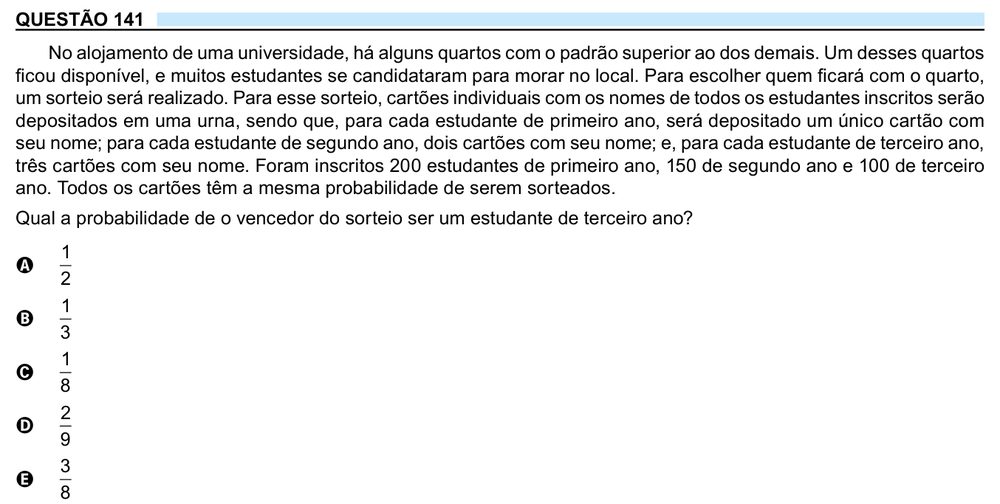 QUESTÃO 141
No alojamento de uma universidade, há alguns quartos com o padrão superior ao dos demais. Um desses quartos
ficou disponível, e muitos estudantes se candidataram para morar no local. Para escolher quem ficará com o quarto,
um sorteio será realizado. Para esse sorteio, cartões individuais com os nomes de todos os estudantes inscritos serão
depositados em uma urna, sendo que, para cada estudante de primeiro ano, será depositado um único cartão com
seu nome; para cada estudante de segundo ano, dois cartões com seu nome; e, para cada estudante de terceiro ano,
três cartões com seu nome. Foram inscritos 200 estudantes de primeiro ano, 150 de segundo ano e 100 de terceiro
ano. Todos os cartões têm a mesma probabilidade de serem sorteados.
Qual a probabilidade de o vencedor do sorteio ser um estudante de terceiro ano?
A 1/2
B 1/3
C 1/8
D 2/9
E 3/8